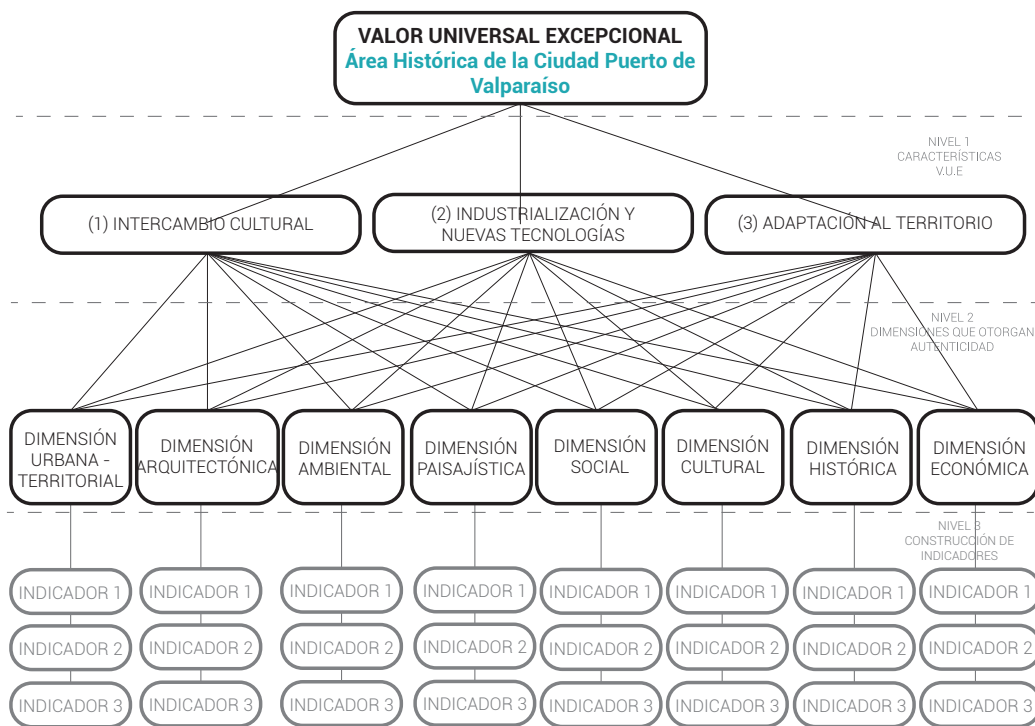 VALOR UNIVERSAL EXCEPCIONAL
Área Histórica de la Ciudad Puerto de
Valparaíso
NIVEL 1
CARACTERÍSTICAS
V.U.E
(1) INTERCAMBIO CULTURAL
(2) INDUSTRIALIZACIÓN Y
NUEVAS TECNOLOGÍAS
(3) ADAPTACIÓN AL TERRITORIO
NIVEL 2
DIMENSIONES QUE OTORGAN
AUTENTICIDAD
DIMENSIÓN
URBANA -
TERRITORIAL
DIMENSIÓN
ARQUITECTÓNICA
DIMENSIÓN
AMBIENTAL
DIMENSIÓN
PAISAJÍSTICA
DIMENSIÓN
SOCIAL
DIMENSIÓN
CULTURAL
DIMENSIÓN
HISTÓRICA
DIMENSIÓN
ECONÓMICA
NIVEL 3
CONSTRUCCIÓN DE
INDICADORES
INDICADOR 1
INDICADOR 1
INDICADOR 1
INDICADOR 1
INDICADOR 1
INDICADOR 1
INDICADOR 1
INDICADOR 1
INDICADOR 2
INDICADOR 2
INDICADOR 2
INDICADOR 2
INDICADOR 2
INDICADOR 2
INDICADOR 2
INDICADOR 2
INDICADOR 3
INDICADOR 3
INDICADOR 3
INDICADOR 3
INDICADOR 3
INDICADOR 3
INDICADOR 3
INDICADOR 3